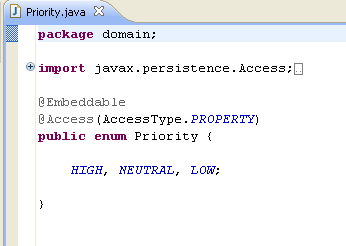 Priority.java
package domain;
import javax.persistence.Access;
@Embeddable
@Access(AccessType.PROPERTY)
public enum Priority {
HIGH, NEUTRAL, LOW;
}